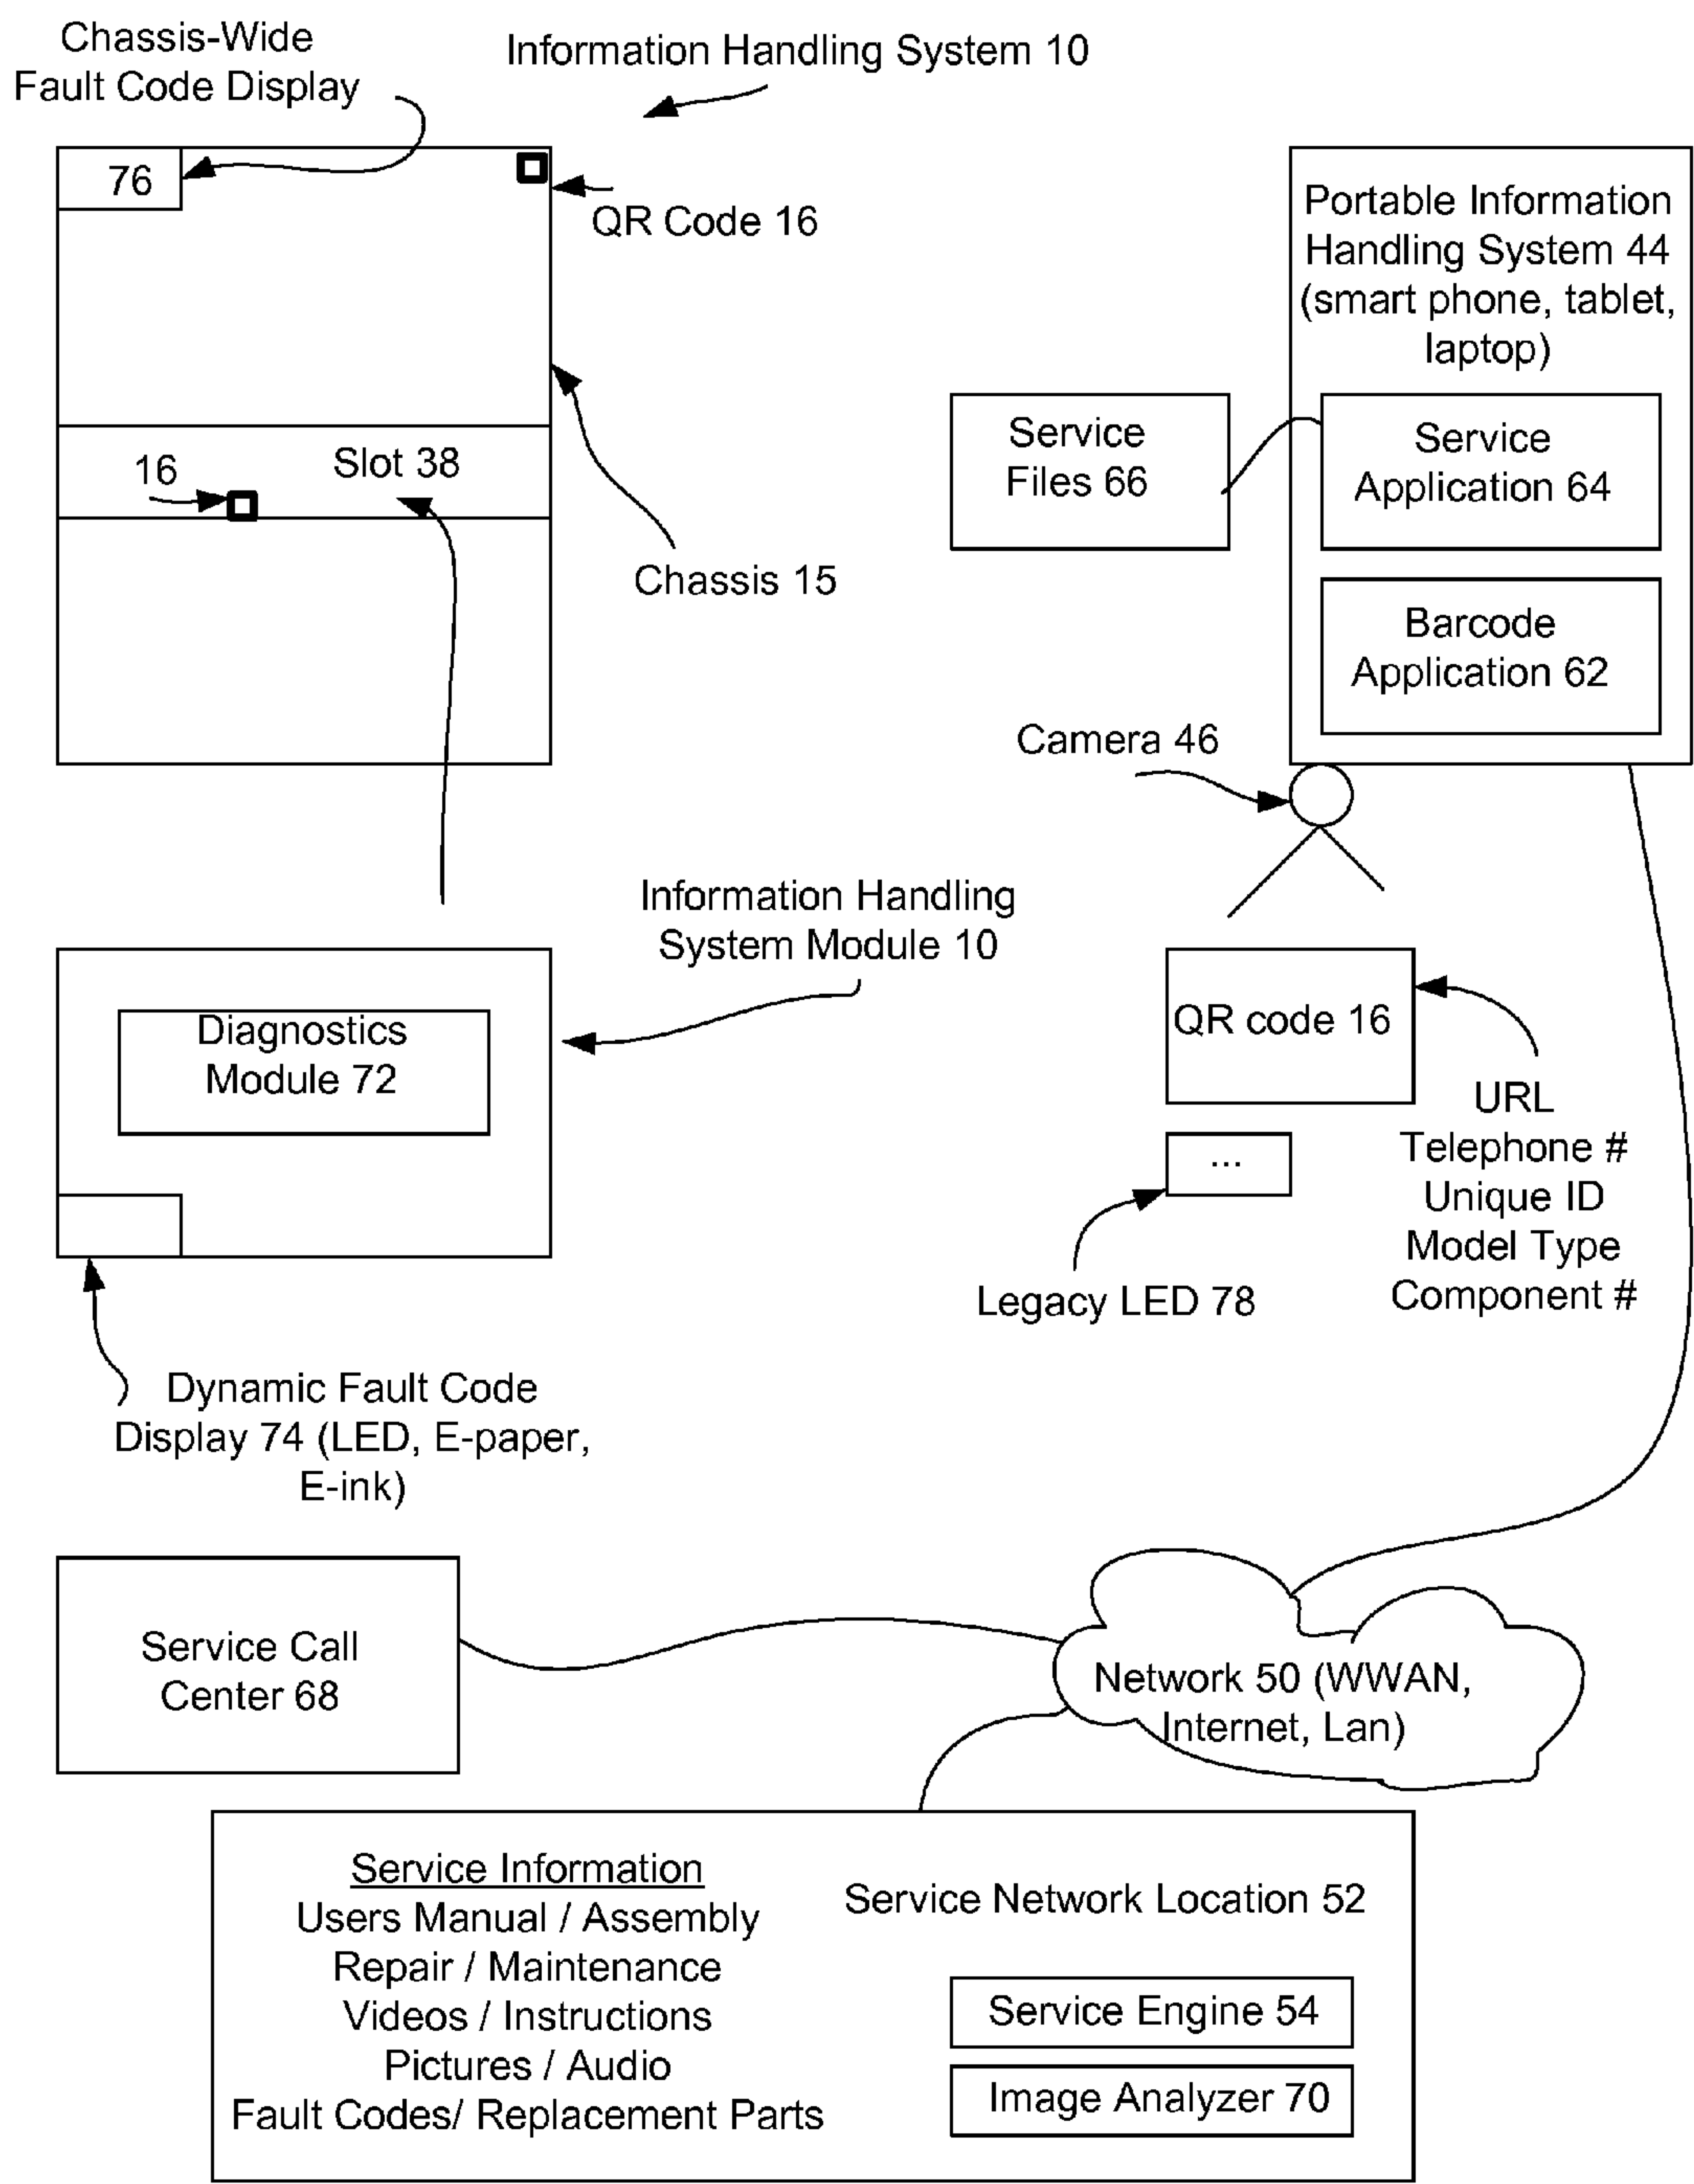 Chassis-Wide
Fault Code Display
Information Handling System 10
76
QR Code 16
Portable Information
Handling System 44
(smart phone, tablet,
laptop)
Service
Files 66
Service
Application 64
16
Slot 38
Chassis 15
Barcode
Application 62
Camera 46
Information Handling
System Module 10
Diagnostics
Module 72
QR code 16
URL
Telephone #
Unique ID
Model Type
Component #
...
Legacy LED 78
Dynamic Fault Code
Display 74 (LED, E-paper,
E-ink)
Service Call
Center 68
Network 50 (WWAN,
Internet, Lan)
Service Information
Users Manual / Assembly
Repair / Maintenance
Videos / Instructions
Pictures / Audio
Fault Codes/ Replacement Parts
Service Network Location 52
Service Engine 54
Image Analyzer 70